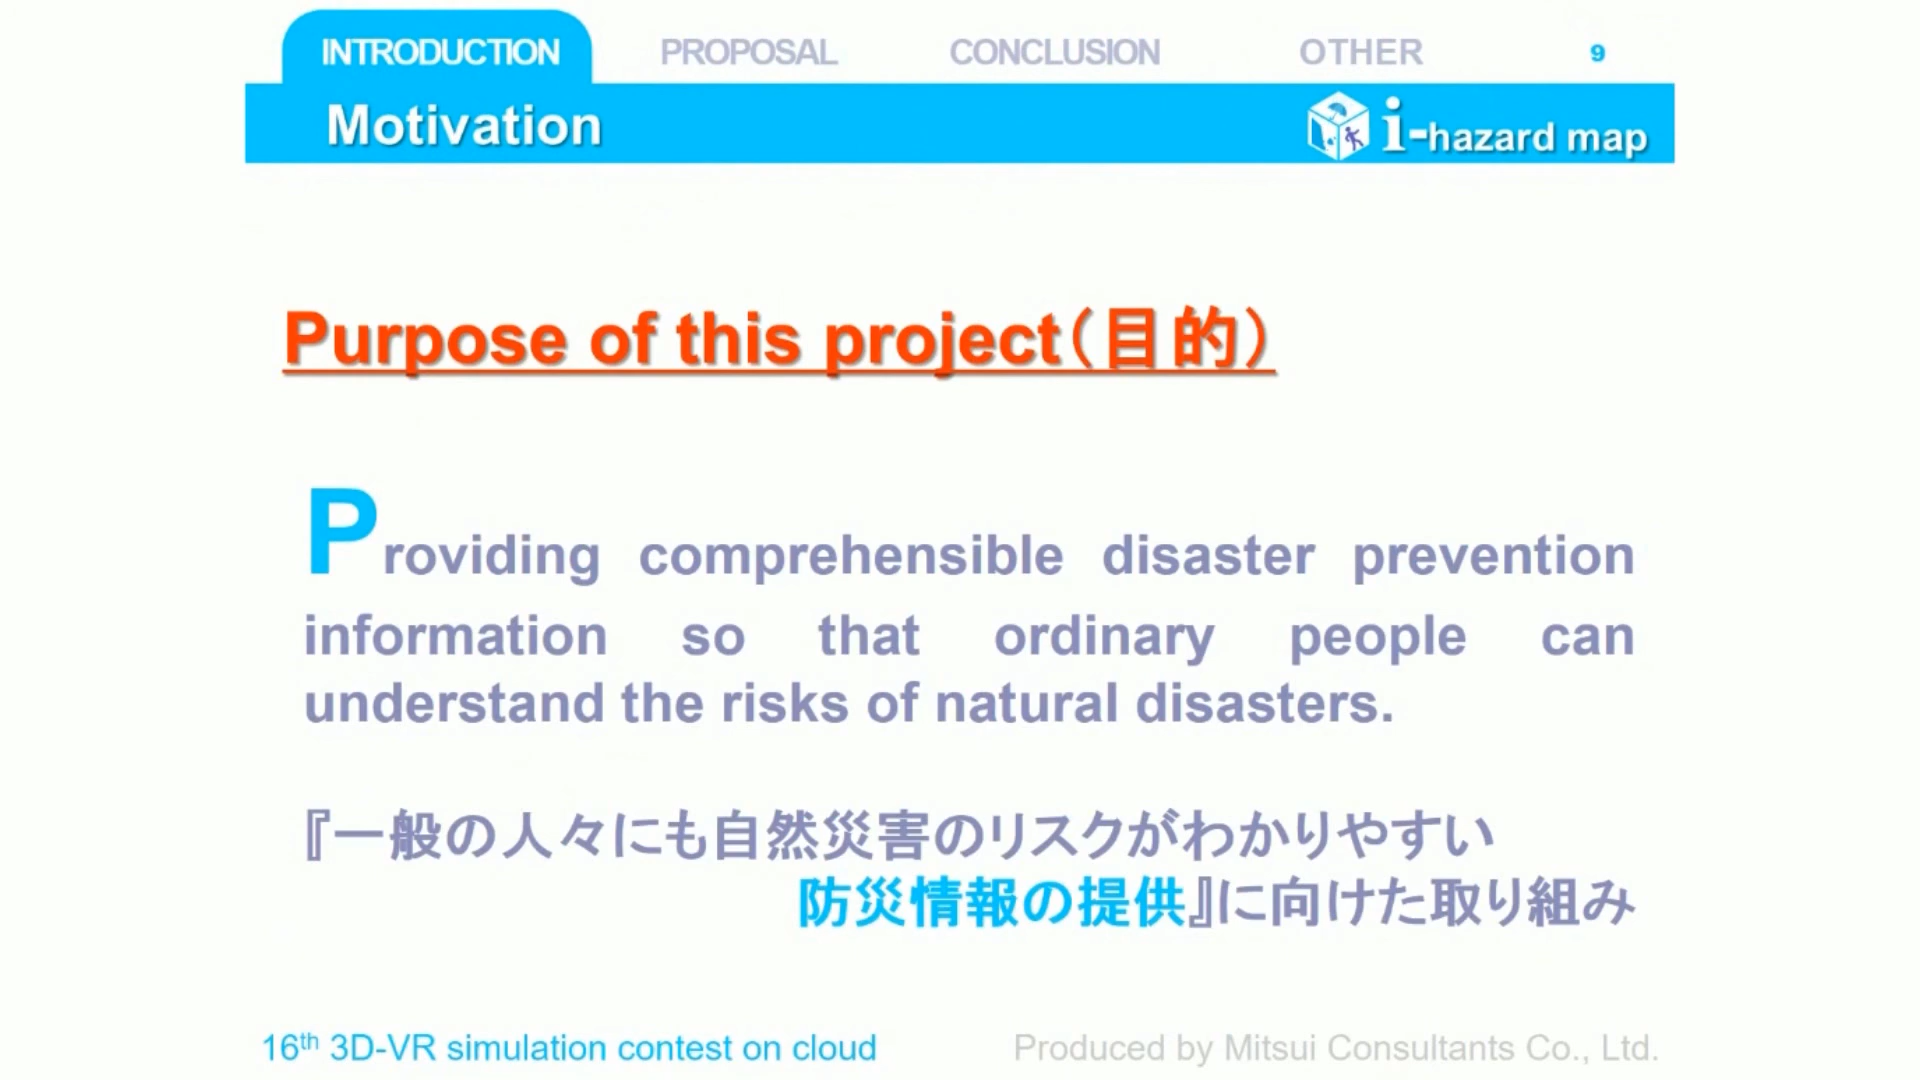 INTRODUCTION PROPOSAL CONCLUSION OTHER 9
Motivation
i-hazard map
Purpose of this project(目的)
Providing comprehensible disaster prevention
information so that ordinary people can
understand the risks of natural disasters.
『一般の人々にも自然災害のリスクがわかりやすい
防災情報の提供』に向けた取り組み
16th 3D-VR simulation contest on cloud
Produced by Mitsui Consultants Co., Ltd.